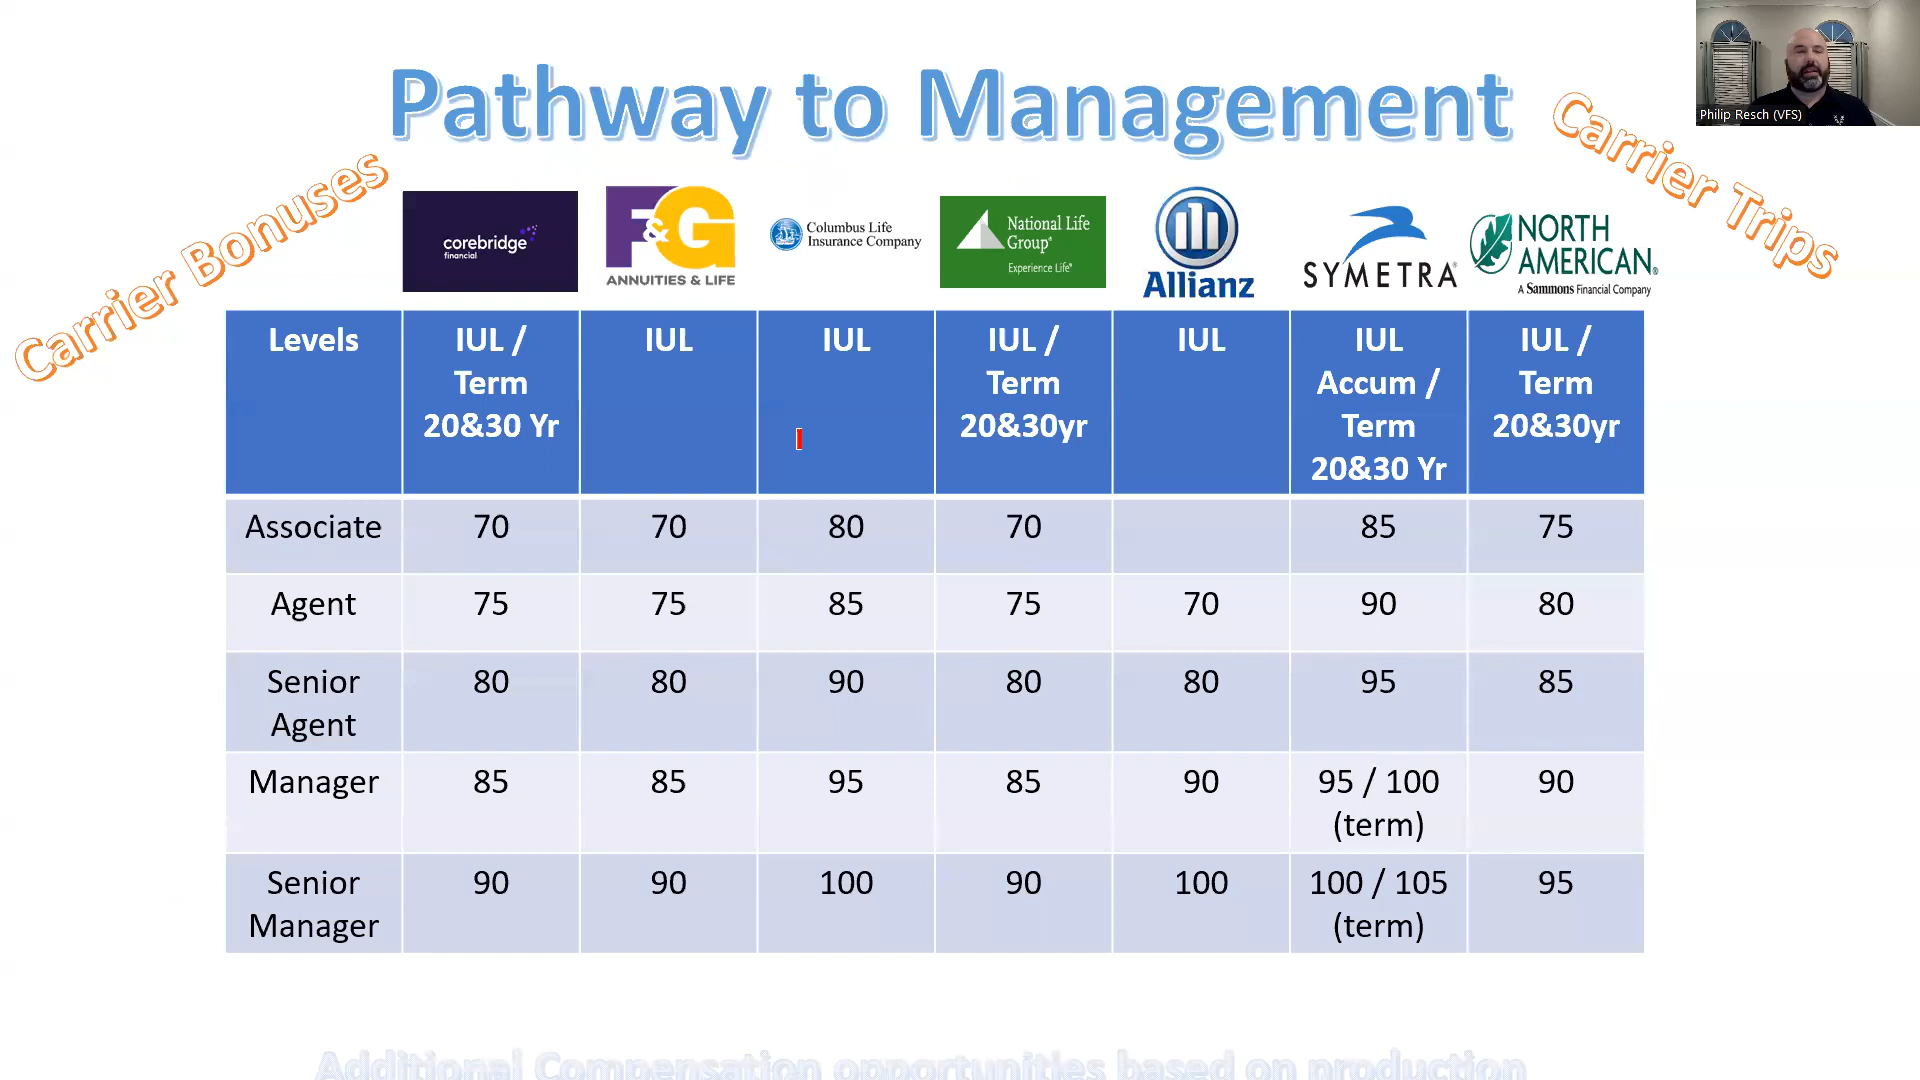 Pathway to Management
Philip Resch (VFS)
Carrier Bonuses
Carrier Trips
corebridge
financial
F&G
ANNUITIES & LIFE
Columbus Life
Insurance Company
National Life
Group®
Experience Life®
Allianz
SYMETRA®
NORTH
AMERICAN®
A Sammons Financial Company
Levels
IUL /
Term
20&30 Yr
IUL
IUL
IUL /
Term
20&30yr
IUL
IUL
Accum /
Term
20&30 Yr
IUL /
Term
20&30yr
Associate 70 70 80 70 85 75
Agent 75 75 85 75 70 90 80
Senior
Agent
80 80 90 80 80 95 85
Manager 85 85 95 85 90 95 / 100
(term)
90
Senior
Manager
90 90 100 90 100 100 / 105
(term)
95
Additional Compensation opportunities based on production